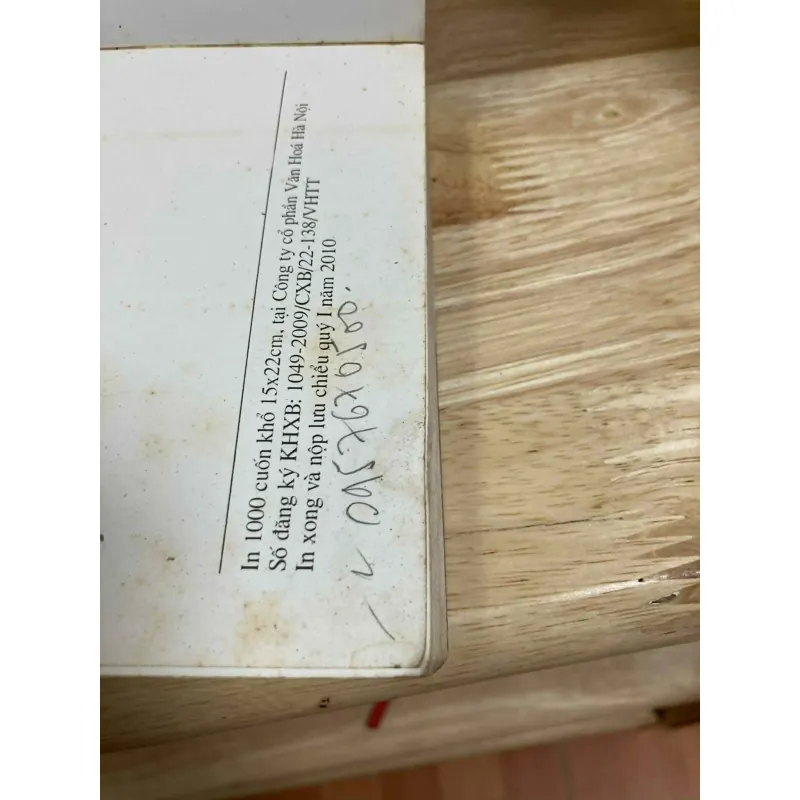 In 1000 cuốn khổ 15x22cm, tại Công ty cổ phần Văn Hoá Hà Nội
Số đăng ký KHXB: 1049-2009/CXB/22-138/VHTT
In xong và nộp lưu chiểu quý I năm 2010